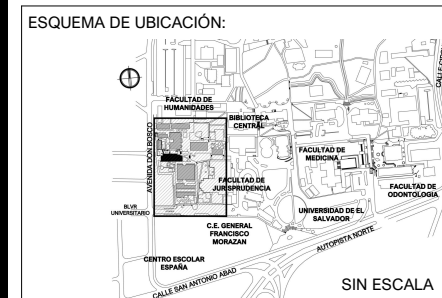 ESQUEMA DE UBICACIÓN:
FACULTAD DE
HUMANIDADES
BIBLIOTECA
CENTRAL
AVENIDA DON BOSCO
FACULTAD DE
MEDICINA
FACULTAD DE
JURISPRUDENCIA
FACULTAD DE
ODONTOLOGIA
BLVR
UNIVERSITARIO
UNIVERSIDAD DE EL
SALVADOR
C.E. GENERAL
FRANCISCO
MORAZAN
AUTOPISTA NORTE
CENTRO ESCOLAR
ESPAÑA
CALLE SAN ANTONIO ABAD
SIN ESCALA